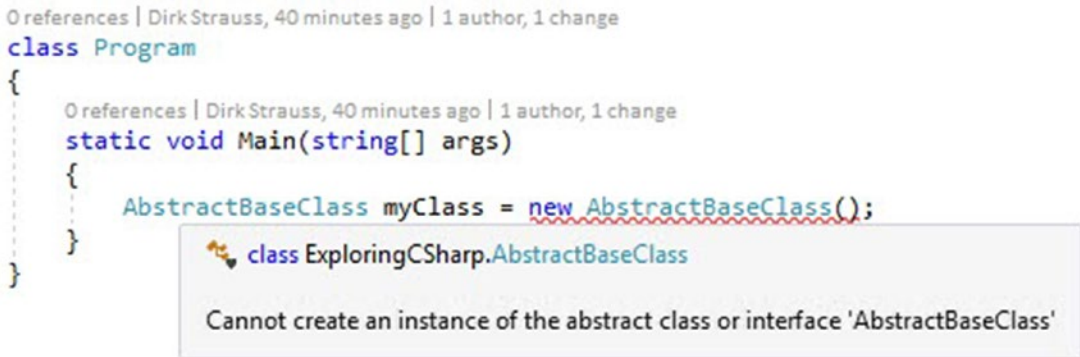 0 references | Dirk Strauss, 40 minutes ago | 1 author, 1 change
class Program
{
0 references | Dirk Strauss, 40 minutes ago | 1 author, 1 change
static void Main(string[] args)
{
AbstractBaseClass myClass = new AbstractBaseClass();
}
class ExploringCSharp.AbstractBaseClass
}
Cannot create an instance of the abstract class or interface 'AbstractBaseClass'